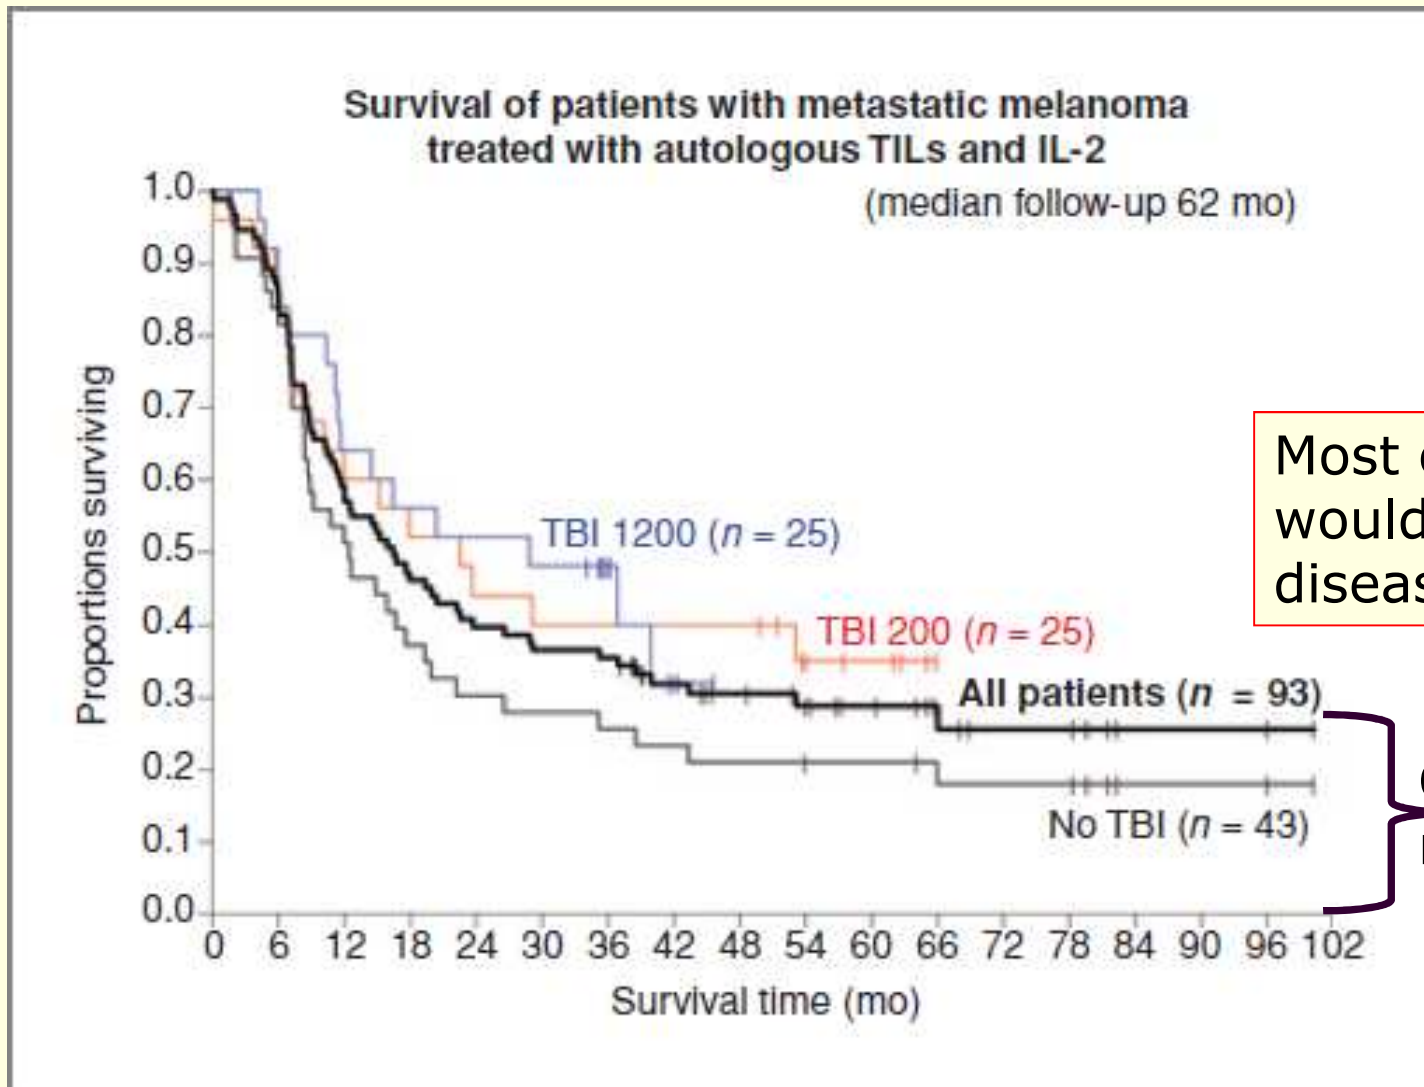 Survival of patients with metastatic melanoma
treated with autologous TILs and IL-2
(median follow-up 62 mo)
Proportions surviving
1.0
0.9
0.8
0.7
0.6
0.5
0.4
0.3
0.2
0.1
0.0
TBI 1200 (n = 25)
TBI 200 (n = 25)
All patients (n = 93)
No TBI (n = 43)
Most
would
diseas
0 6 12 18 24 30 36 42 48 54 60 66 72 78 84 90 96 102
Survival time (mo)